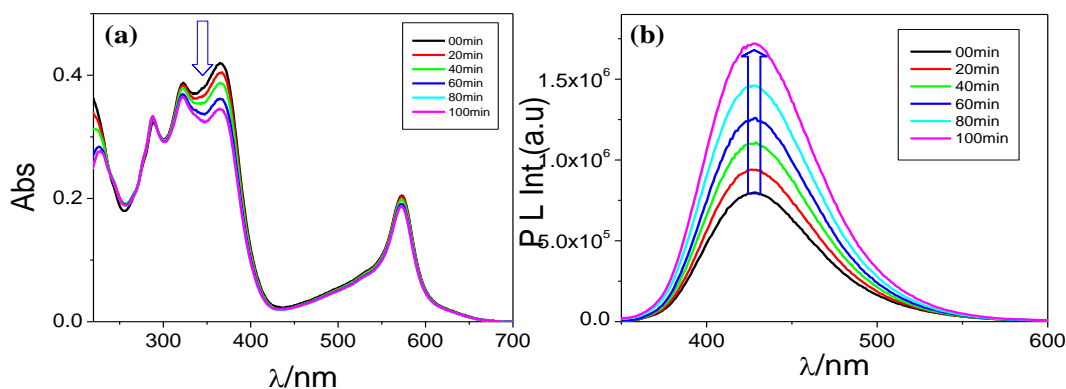 (a)
00min
20min
40min
60min
80min
100min
0.4
0.2
0.0
Abs
300 400 500 600 700
λ/nm
(b)
00min
20min
40min
60min
80min
100min
1.5x10⁶
1.0x10⁶
5.0x10⁵
0.0
P L Int.(a.u)
400 500 600
λ/nm